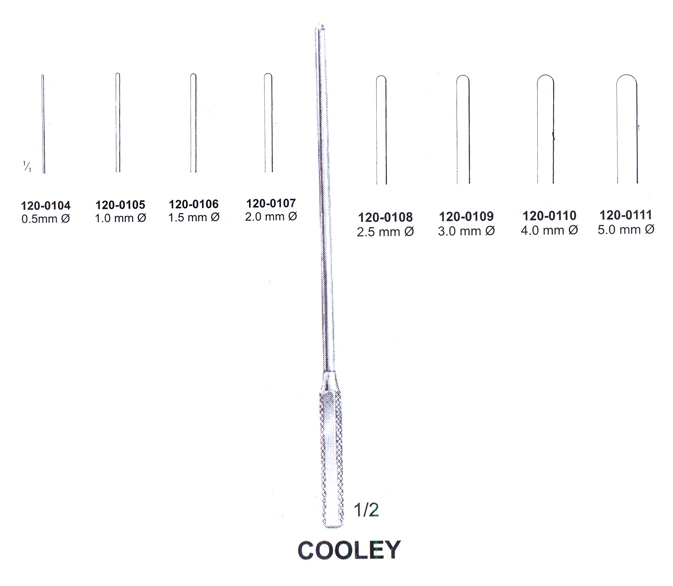 1/1
120-0104 120-0105 120-0106 120-0107
0.5mm Ø 1.0 mm Ø 1.5 mm Ø 2.0 mm Ø
120-0108 120-0109 120-0110 120-0111
2.5 mm Ø 3.0 mm Ø 4.0 mm Ø 5.0 mm Ø
1/2
COOLEY